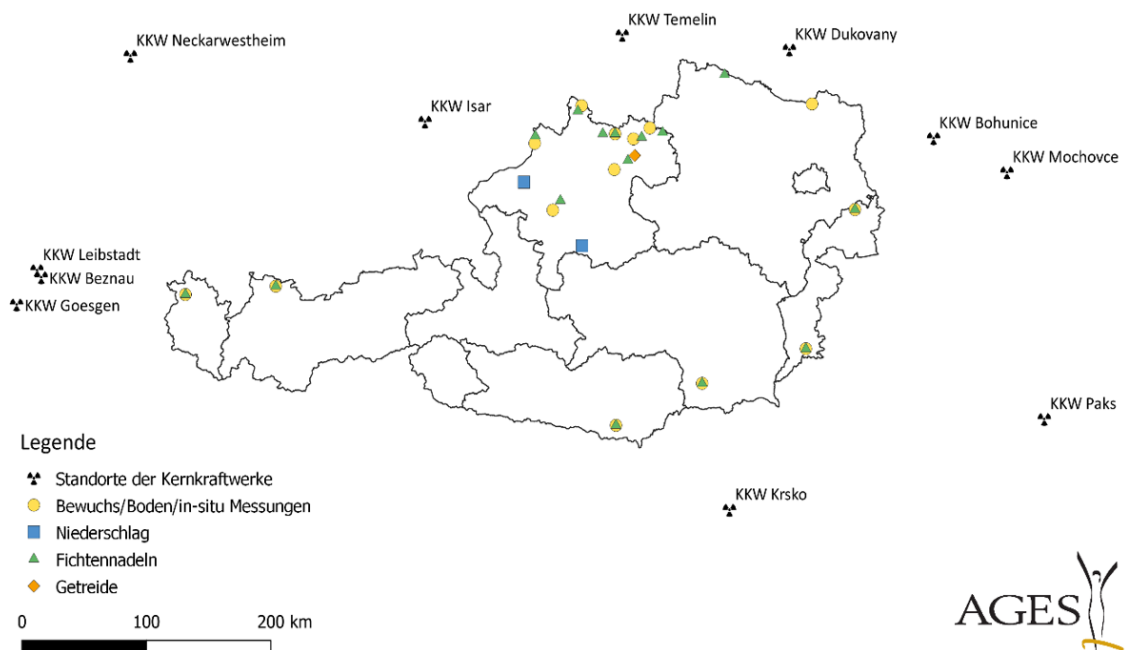 KKW Temelin
KKW Dukovany
KKW Neckarwestheim
KKW Isar
KKW Bohunice
KKW Mochovce
KKW Leibstadt
KKW Beznau
KKW Goesgen
KKW Paks
KKW Krsko
Legende
Standorte der Kernkraftwerke
Bewuchs/Boden/in-situ Messungen
Niederschlag
Fichtennadeln
Getreide
0 100 200 km
AGES